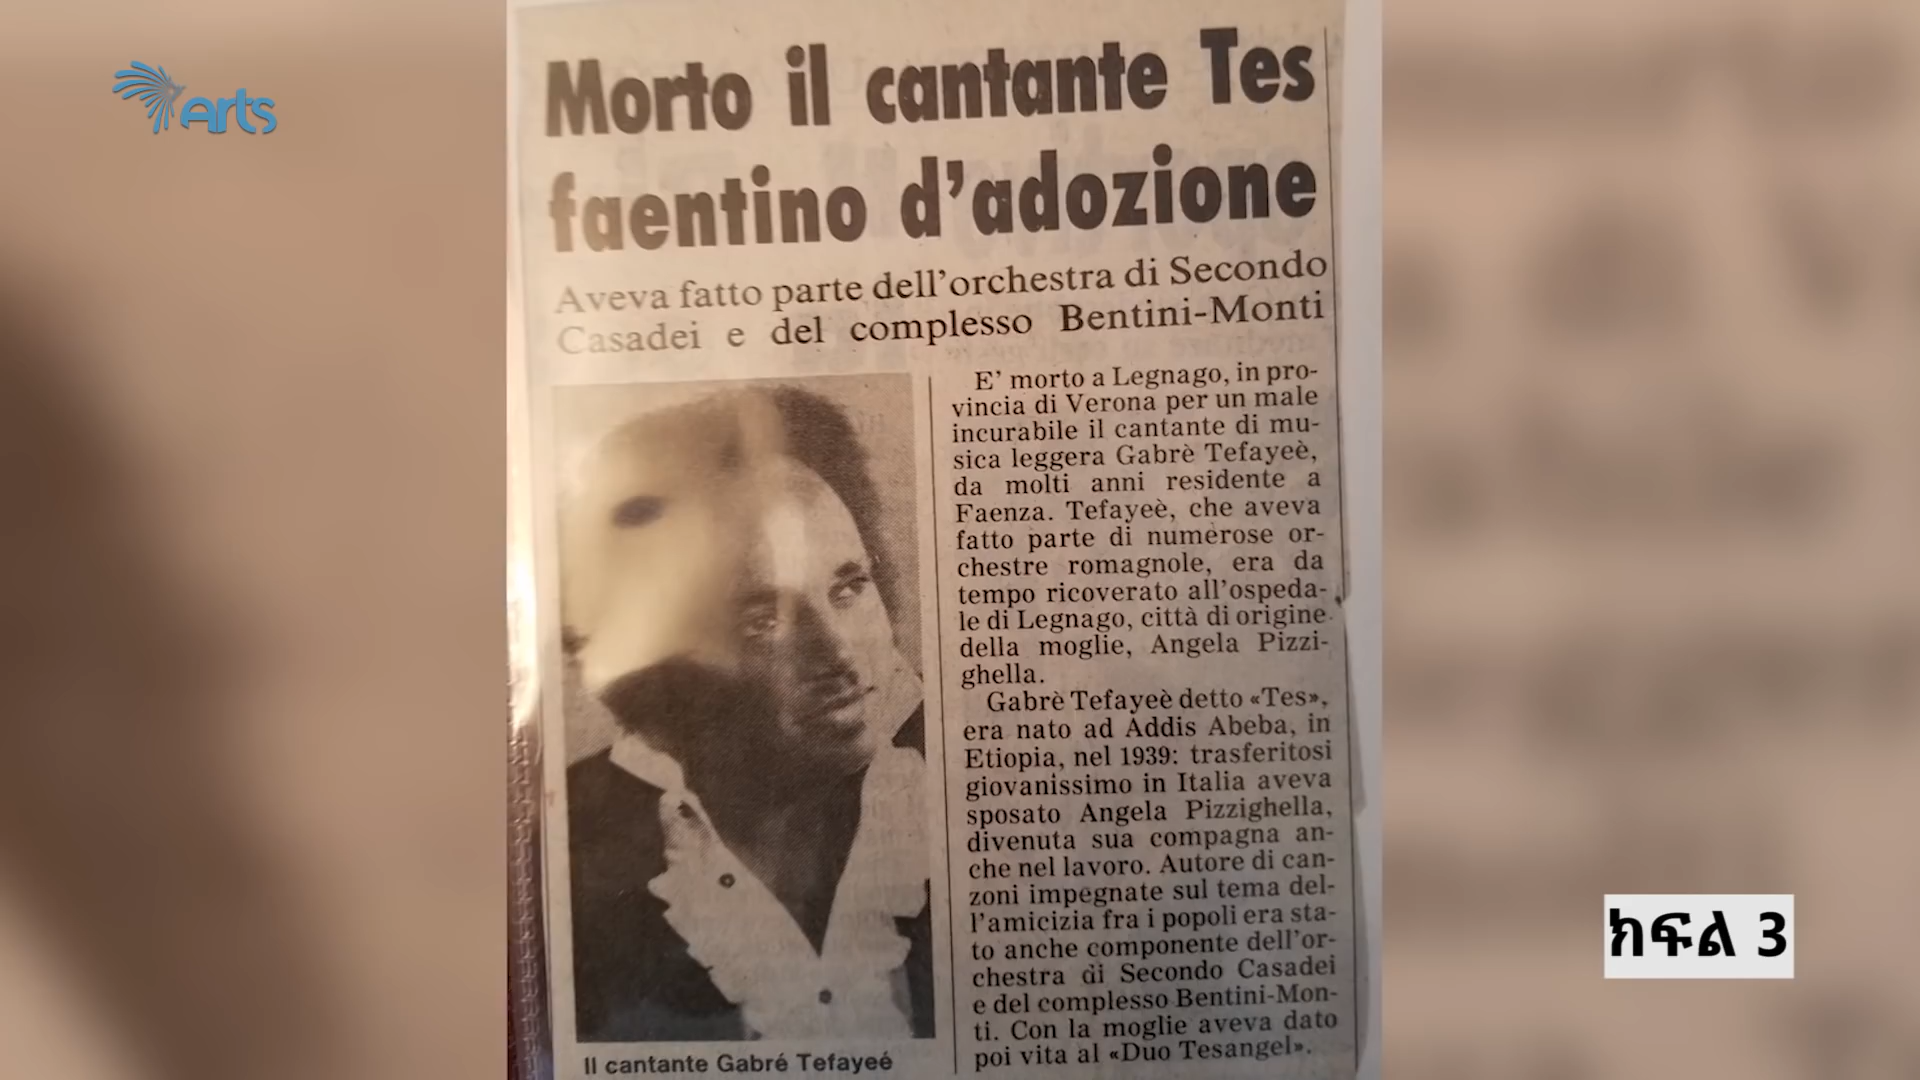 Arts
Morto il cantante Tes
faentino d'adozione
Aveva fatto parte dell'orchestra di Secondo
Casadei e del complesso Bentini-Monti
E' morto a Legnago, in pro-
vincia di Verona per un male
incurabile il cantante di mu-
sica leggera Gabrè Tefayeè,
da molti anni residente a
Faenza. Tefayeè, che aveva
fatto parte di numerose or-
chestre romagnole, era da
tempo ricoverato all'ospeda-
le di Legnago, città di origine
della moglie, Angela Pizzi-
ghella.
Gabrè Tefayeè detto «Tes»,
era nato ad Addis Abeba, in
Etiopia, nel 1939: trasferitosi
giovanissimo in Italia aveva
sposato Angela Pizzighella,
divenuta sua compagna an-
che nel lavoro. Autore di can-
zoni impegnate sul tema del-
l'amicizia fra i popoli era sta-
to anche componente dell'or-
chestra di Secondo Casadei
e del complesso Bentini-Mon-
ti. Con la moglie aveva dato
poi vita al «Duo Tesangel».
Il cantante Gabré Tefayeé
ክፍል 3